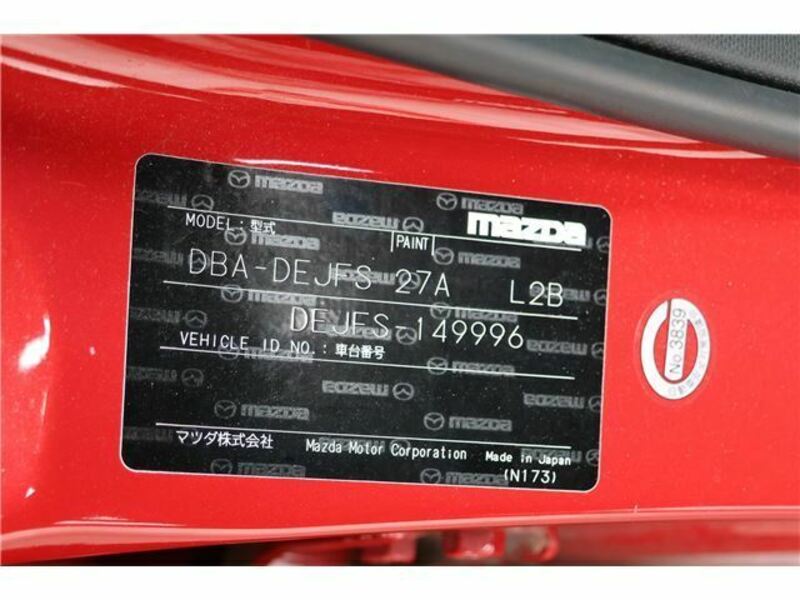 mazda
MODEL: 型式
PAINT
DBA-DEJFS 27A L2B
DEJFS-149996
VEHICLE ID NO.: 車台番号
マツダ株式会社 Mazda Motor Corporation Made in Japan
(N173)
No.3839